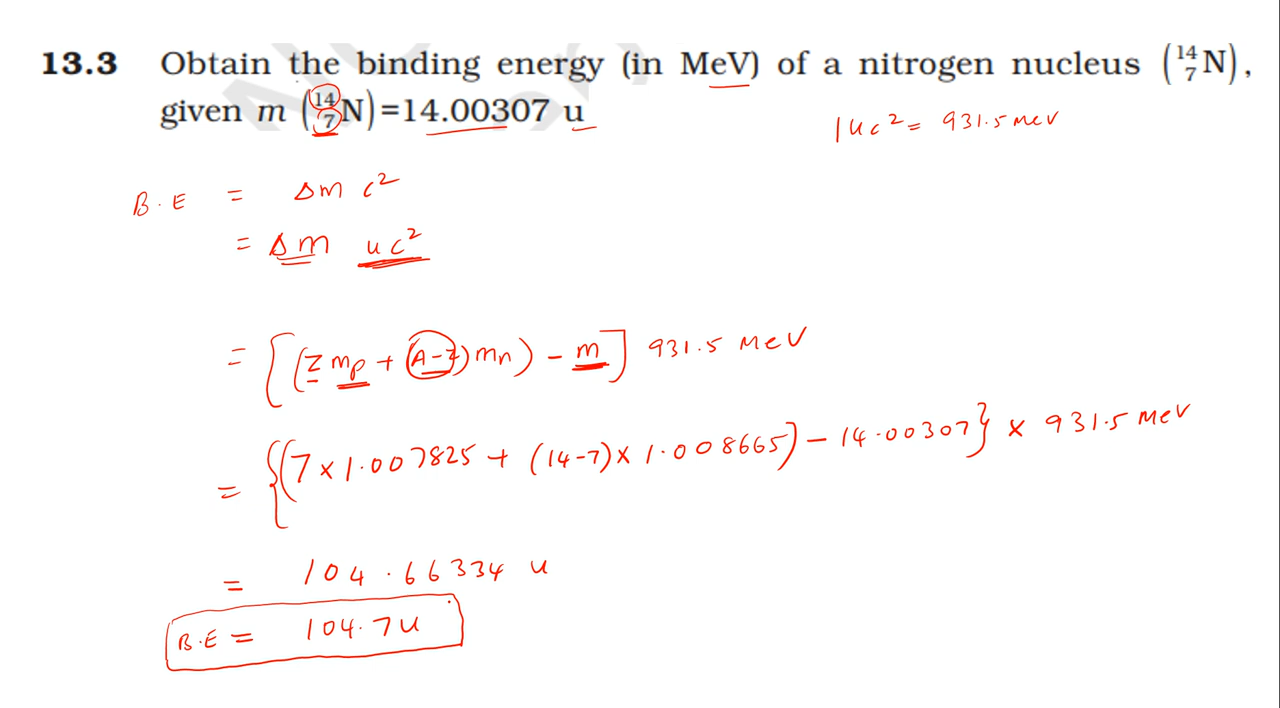 13.3 Obtain the binding energy (in MeV) of a nitrogen nucleus (¹⁴₇N),
given m (¹⁴₇N)=14.00307 u
1uc² = 931.5 MeV
B.E = Δm c²
= Δm uc²
= [(Z mp + (A-Z) mn) - m] 931.5 MeV
= {(7 × 1.007825 + (14-7) × 1.008665) - 14.00307} × 931.5 MeV
= 104.66334 u
B.E = 104.7 u